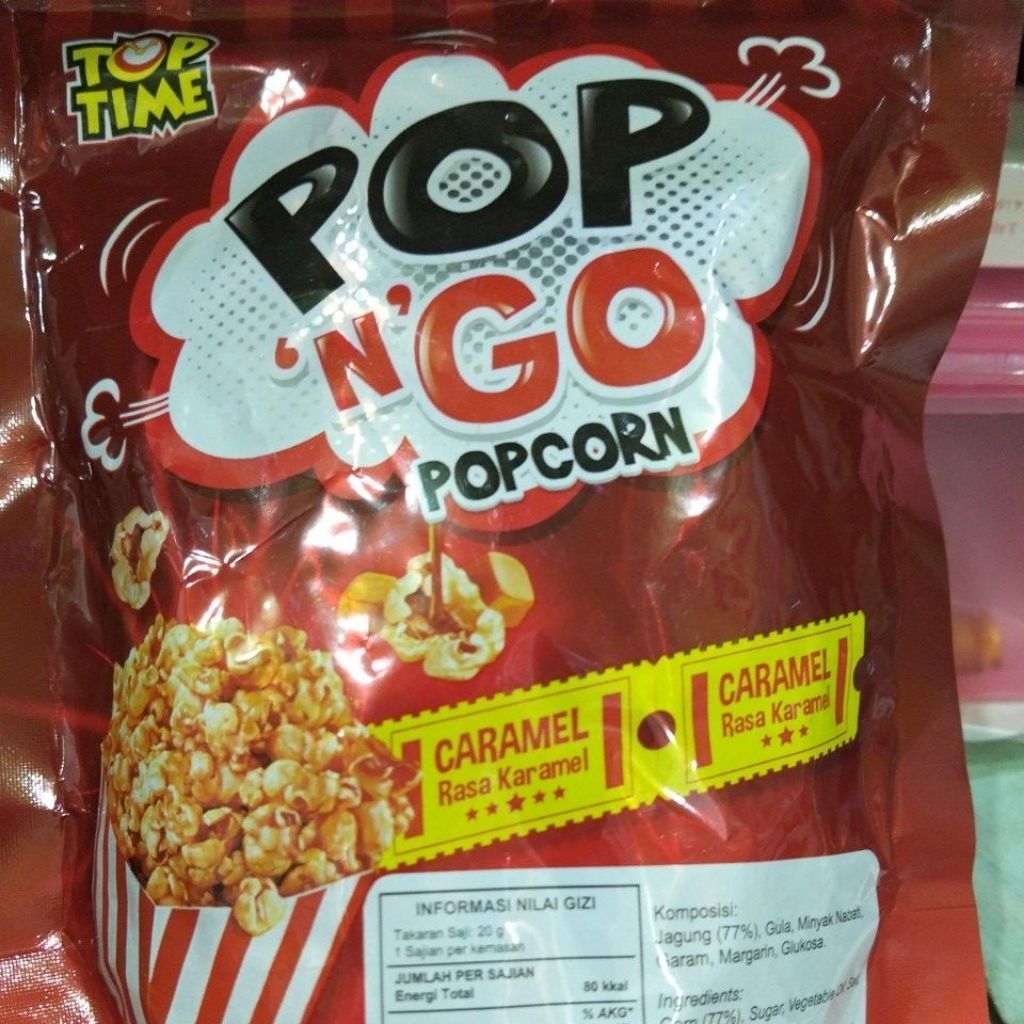 TOP
TIME
POP
'N' GO
POPCORN
CARAMEL
Rasa Karamel
CARAMEL
Rasa Karamel
INFORMASI NILAI GIZI
Takaran Saji: 20 g
1 Sajian per kemasan
JUMLAH PER SAJIAN
Energi Total 80 kkal
% AKG*
Komposisi:
Jagung (77%), Gula, Minyak Nabati,
Garam, Margarin, Glukosa.
Ingredients:
Corn (77%), Sugar, Vegetable